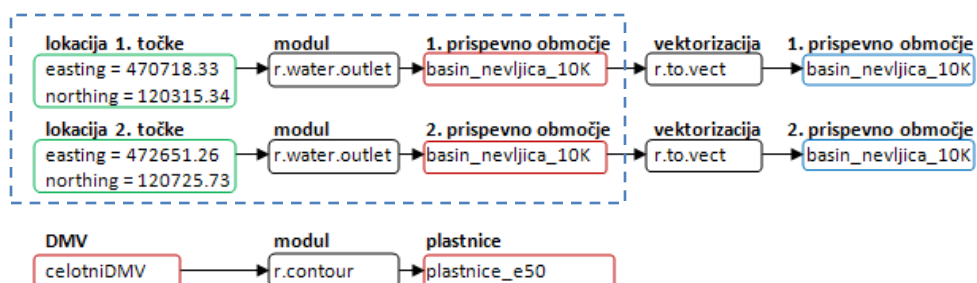 lokacija 1. točke modul 1. prispevno območje vektorizacija 1. prispevno območje
easting = 470718.33 r.water.outlet basin_nevljica_10K r.to.vect basin_nevljica_10K
northing = 120315.34
lokacija 2. točke modul 2. prispevno območje vektorizacija 2. prispevno območje
easting = 472651.26 r.water.outlet basin_nevljica_10K r.to.vect basin_nevljica_10K
northing = 120725.73
DMV modul plastnice
celotniDMV r.contour plastnice_e50